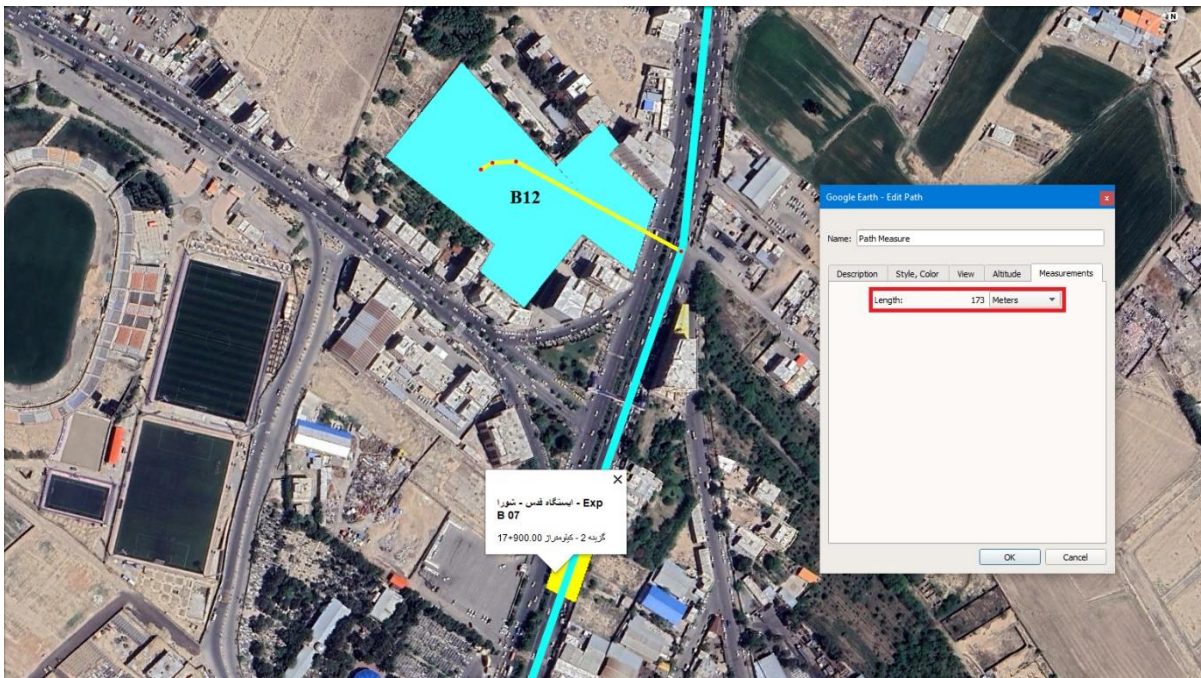 N
B12
Google Earth - Edit Path
x
Name: Path Measure
Description Style, Color View Altitude Measurements
Length: 173 Meters
Exp - ایستگاه قدس - شورا
B 07
گزینه 2 - کیلومتراژ 17+900.00
OK Cancel